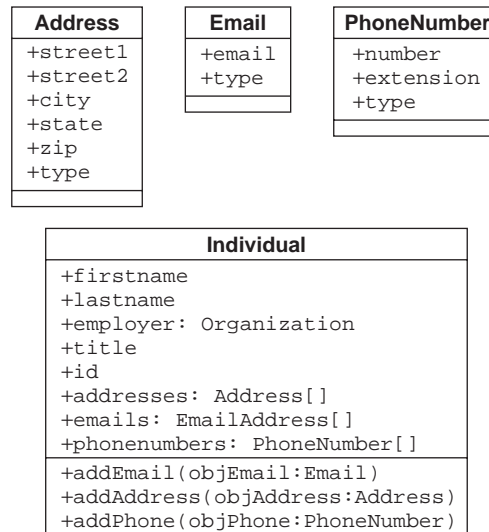 Address
+street1
+street2
+city
+state
+zip
+type
Email
+email
+type
PhoneNumber
+number
+extension
+type
Individual
+firstname
+lastname
+employer: Organization
+title
+id
+addresses: Address[]
+emails: EmailAddress[]
+phonenumbers: PhoneNumber[]
+addEmail(objEmail:Email)
+addAddress(objAddress:Address)
+addPhone(objPhone:PhoneNumber)